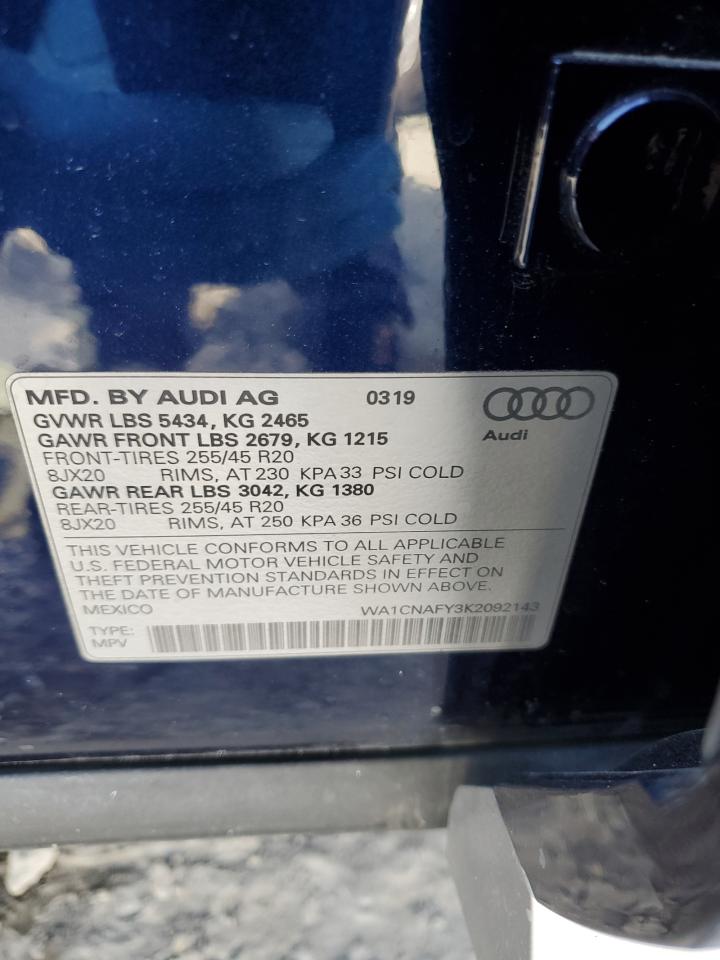 MFD. BY AUDI AG 0319
GVWR LBS 5434, KG 2465
GAWR FRONT LBS 2679, KG 1215
Audi
FRONT-TIRES 255/45 R20
8JX20 RIMS, AT 230 KPA 33 PSI COLD
GAWR REAR LBS 3042, KG 1380
REAR-TIRES 255/45 R20
8JX20 RIMS, AT 250 KPA 36 PSI COLD
THIS VEHICLE CONFORMS TO ALL APPLICABLE
U.S. FEDERAL MOTOR VEHICLE SAFETY AND
THEFT PREVENTION STANDARDS IN EFFECT ON
THE DATE OF MANUFACTURE SHOWN ABOVE.
MEXICO WA1CNAFY3K2092143
TYPE:
MPV